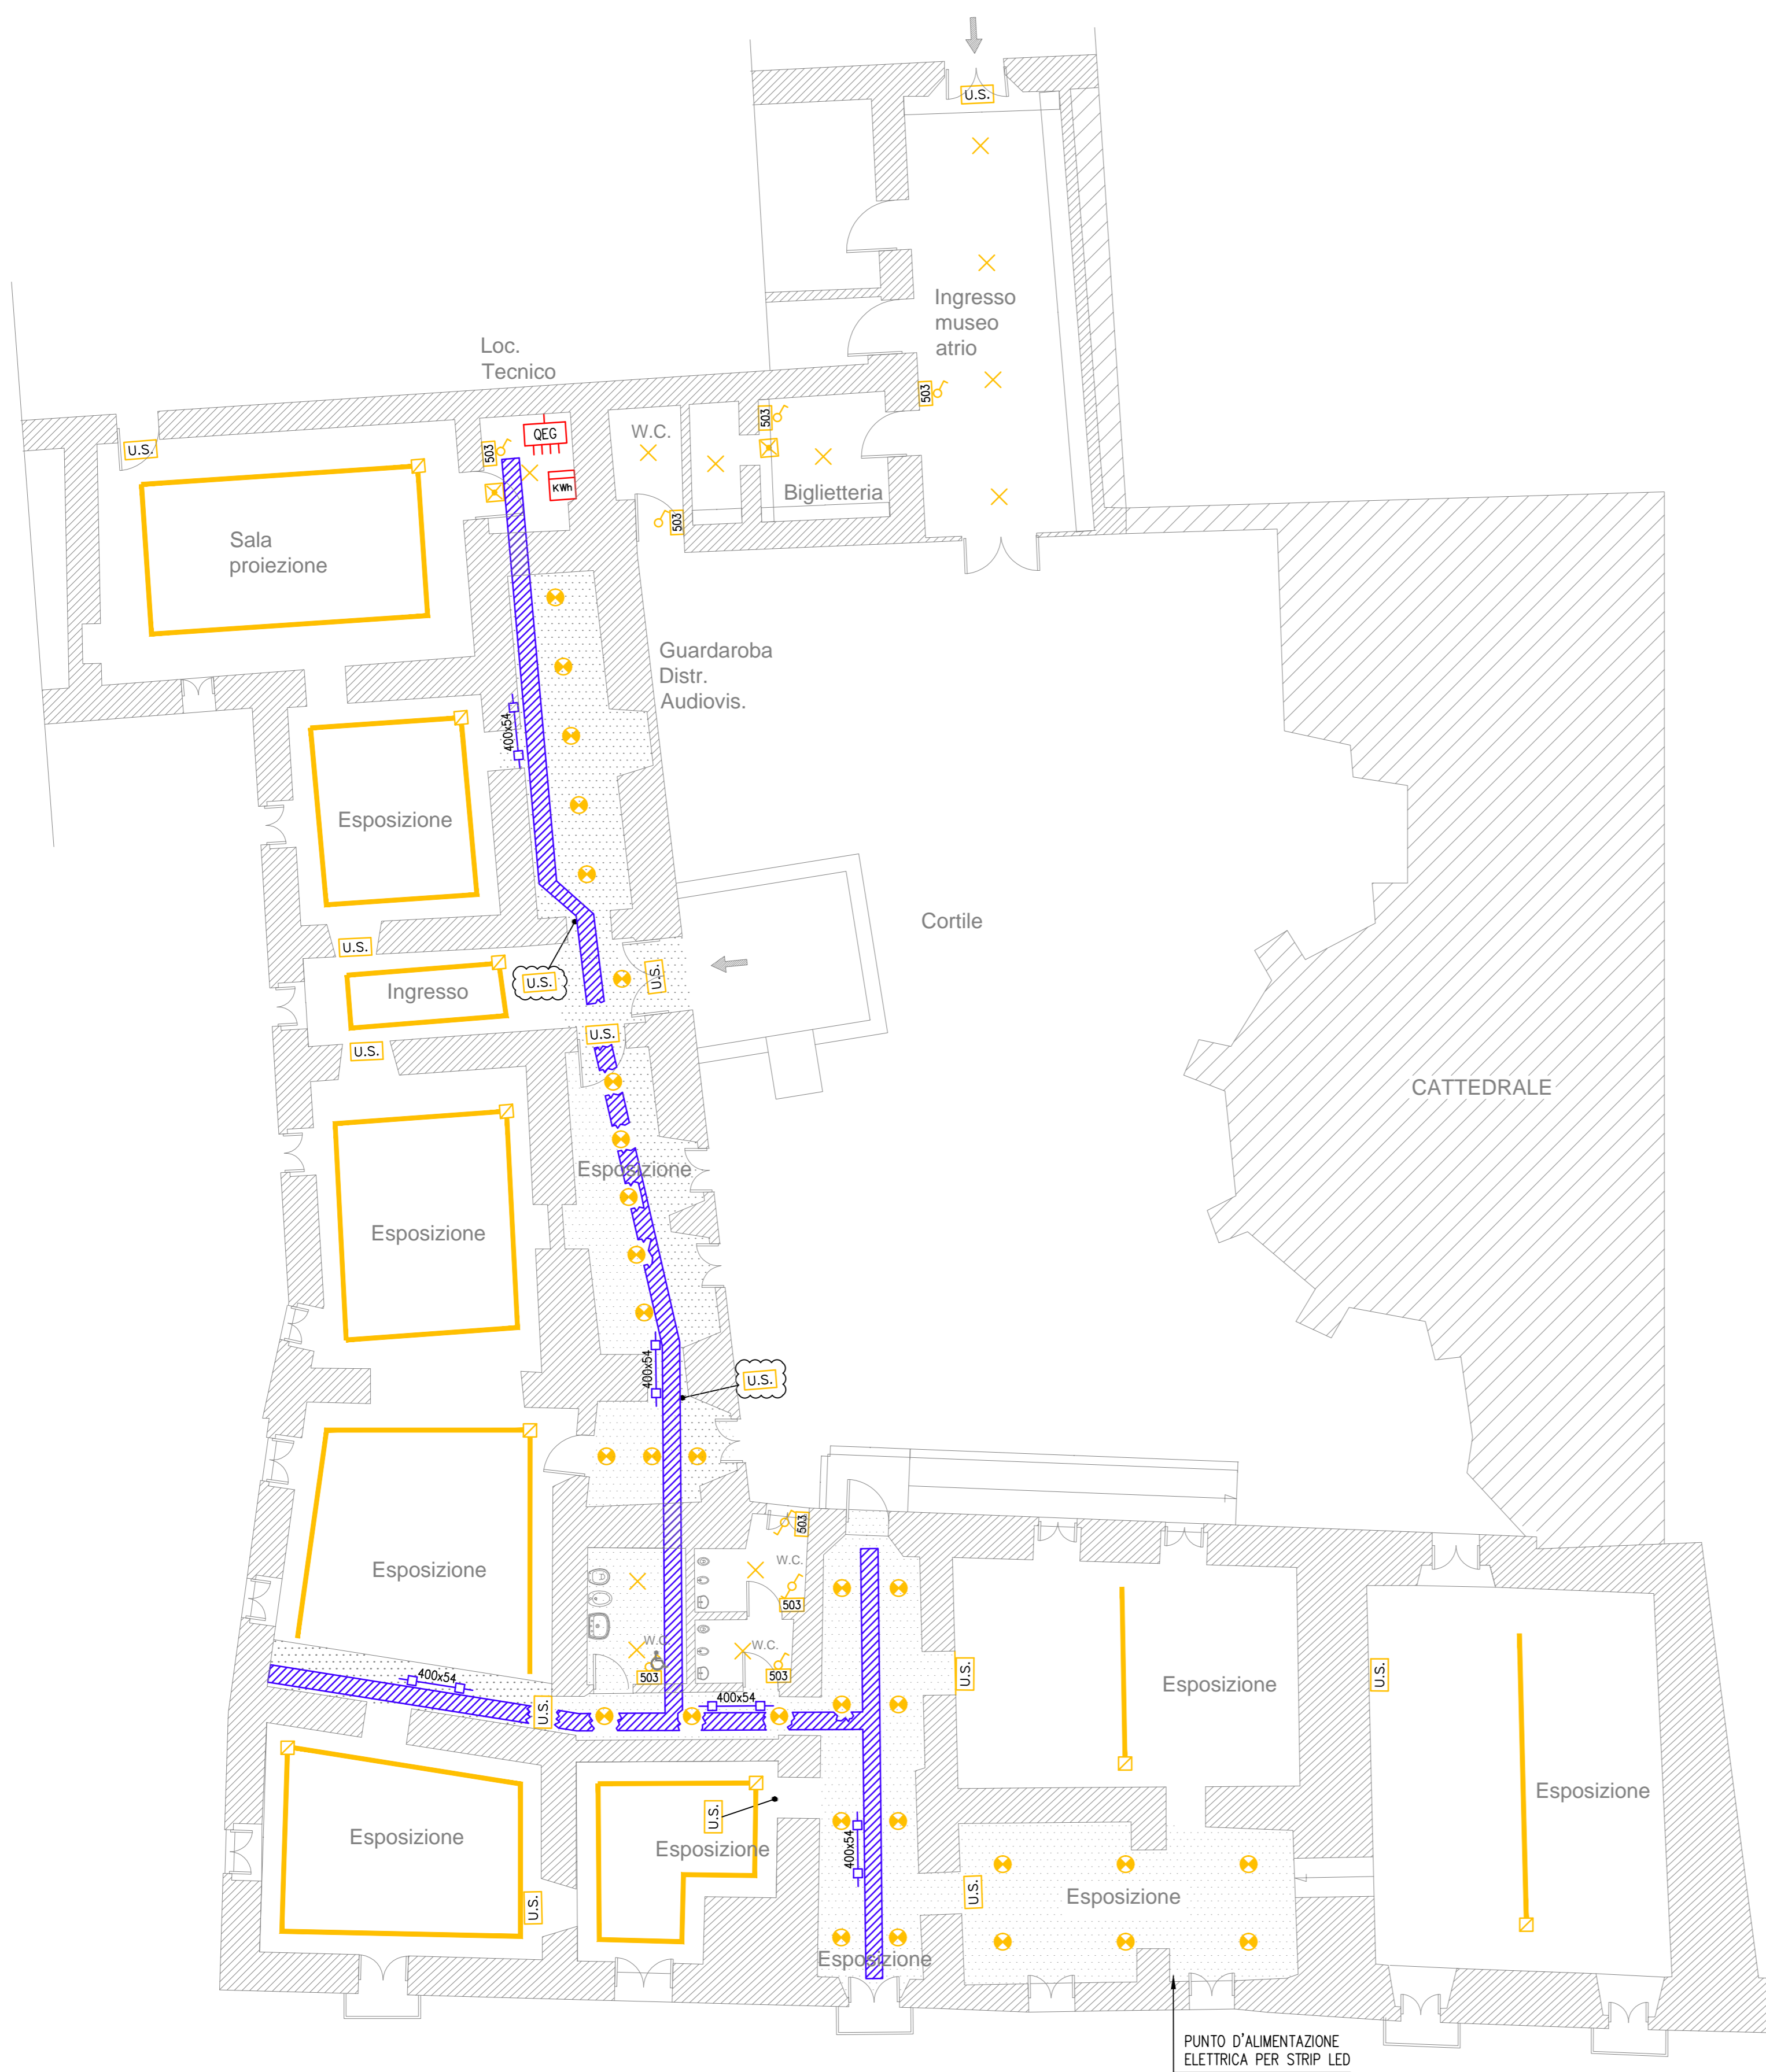 U.S.
Ingresso
museo
atrio
Loc.
Tecnico
503
503
503
QEG
W.C.
U.S.
KWh
Biglietteria
503
Sala
proiezione
Guardaroba
Distr.
Audiovis.
400x54
Esposizione
Cortile
U.S.
U.S.
U.S.
Ingresso
U.S.
U.S.
CATTEDRALE
Esposizione
Esposizione
400x54
U.S.
503
W.C.
Esposizione
503
W.C.
W.C.
503
503
400x54
U.S.
U.S.
Esposizione
400x54
U.S.
Esposizione
U.S.
Esposizione
Esposizione
400x54
U.S.
U.S.
Esposizione
Esposizione
PUNTO D'ALIMENTAZIONE
ELETTRICA PER STRIP LED